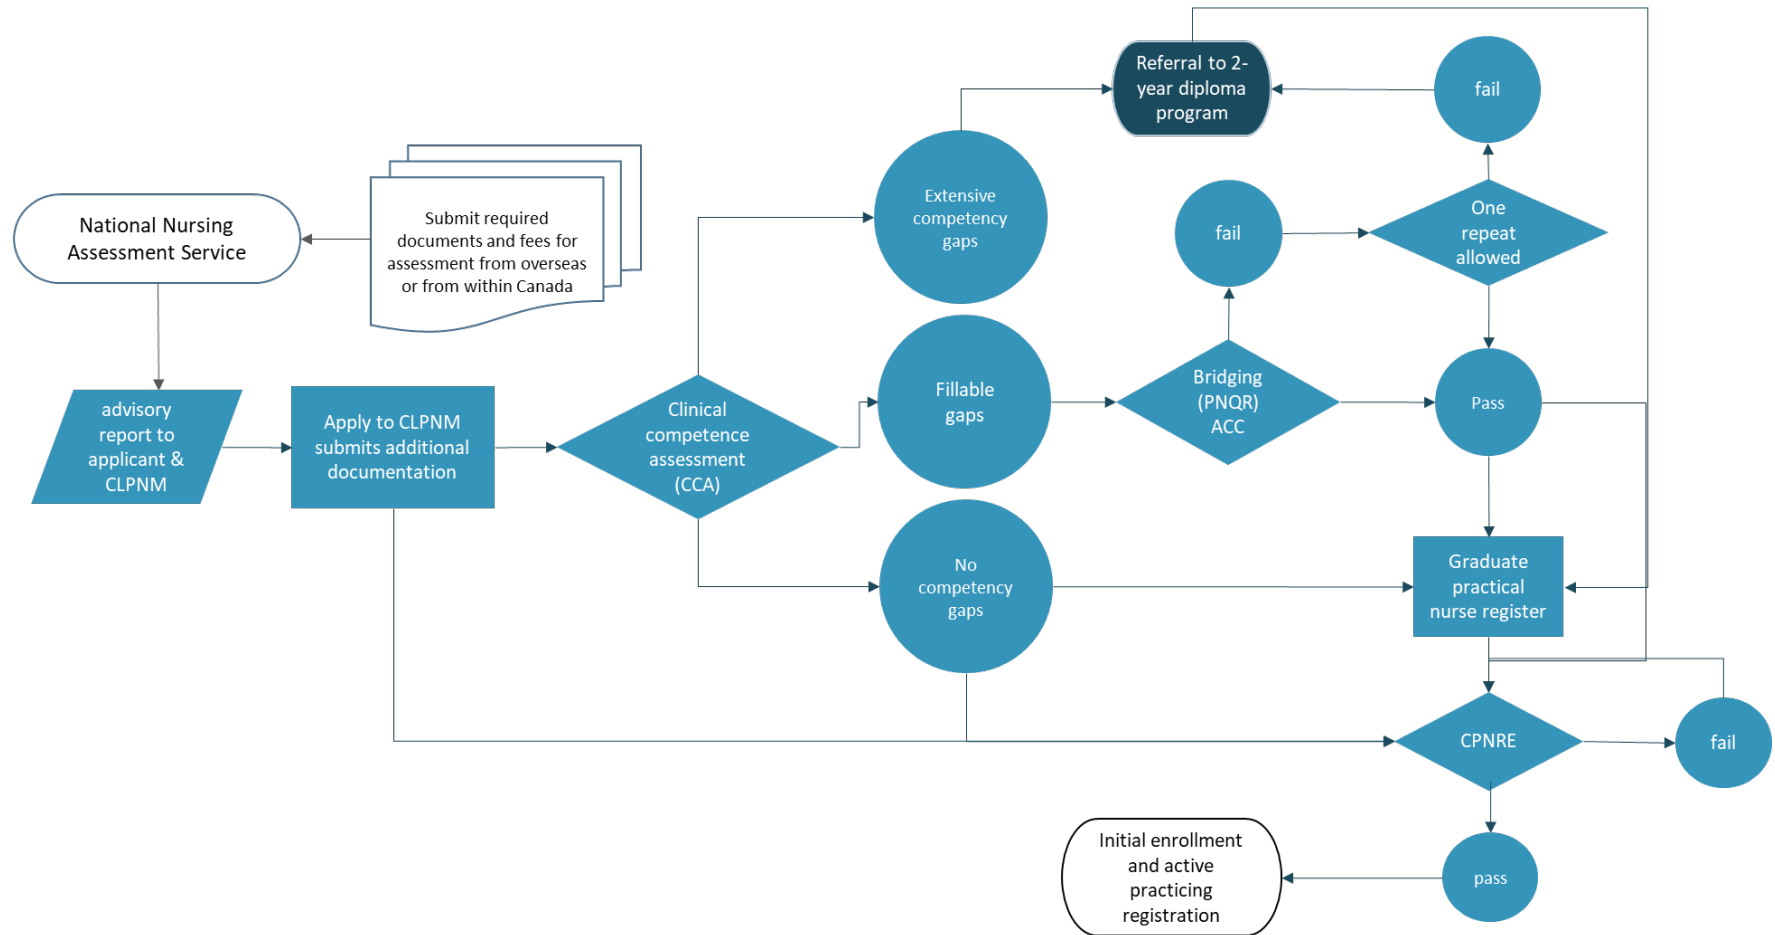 National Nursing
Assessment Service
Submit required
documents and fees for
assessment from overseas
or from within Canada
advisory
report to
applicant &
CLPNM
Apply to CLPNM
submits additional
documentation
Clinical
competence
assessment
(CCA)
Extensive
competency
gaps
Fillable
gaps
No
competency
gaps
Referral to 2-
year diploma
program
fail
Bridging
(PNQR)
ACC
One
repeat
allowed
fail
Pass
Graduate
practical
nurse register
CPNRE
fail
pass
Initial enrollment
and active
practicing
registration